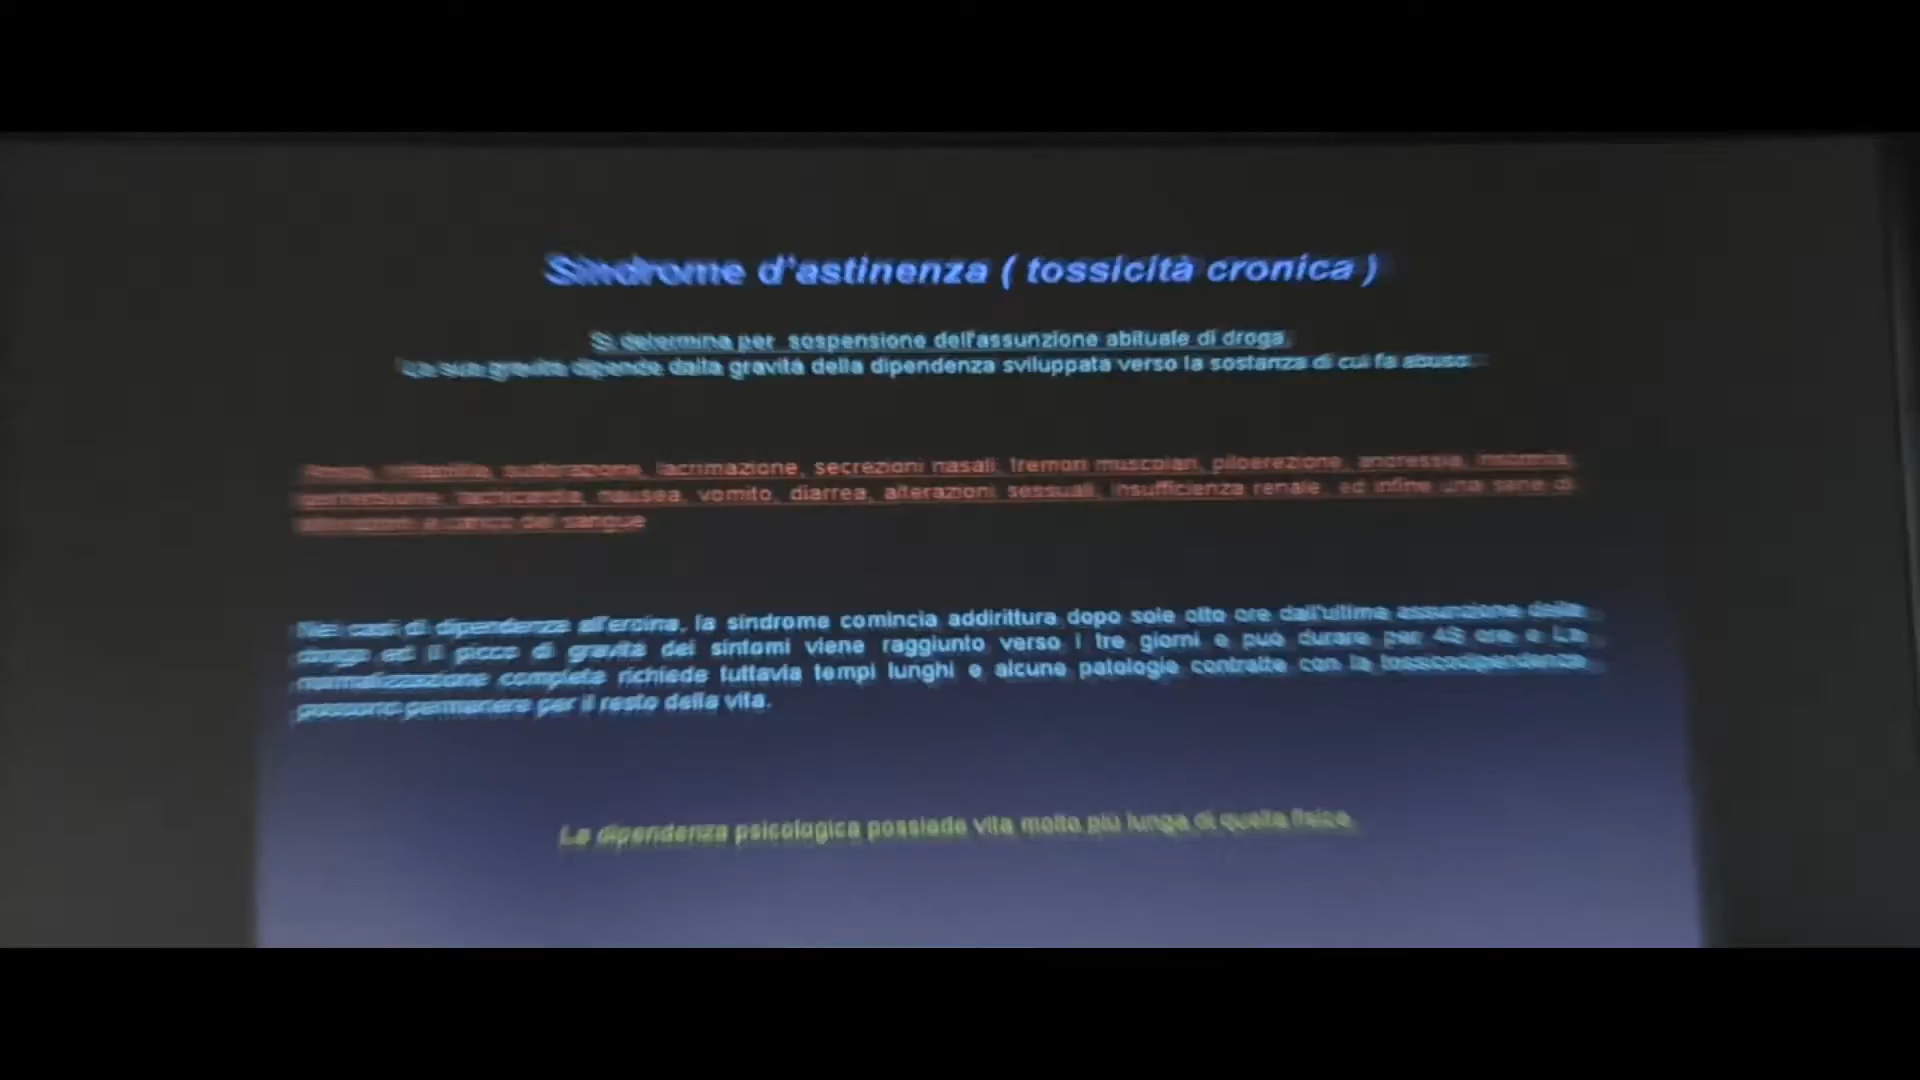 Sindrome d'astinenza ( tossicità cronica )
Si determina per sospensione dell'assunzione abituale di droga.
La sua gravita dipende dalla gravità della dipendenza sviluppata verso la sostanza di cui fa abuso.
sudorazione, lacrimazione, secrezioni nasali, tremori muscolari, piloerezione, anoressia, insonnia,
ipertensione, tachicardia, nausea, vomito, diarrea, alterazioni sessuali, insufficienza renale, ed infine una serie di
a carico del sangue
Nei casi di dipendenza all'eroina, la sindrome comincia addirittura dopo sole otto ore dall'ultima assunzione della
droga ed il picco di gravità dei sintomi viene raggiunto verso i tre giorni e può durare per 48 ore e La
normalizzazione completa richiede tuttavia tempi lunghi e alcune patologie contratte con la tossicodipendenza
possono permanere per il resto della vita.
La dipendenza psicologica possiede vita molto più lunga di quella fisica.